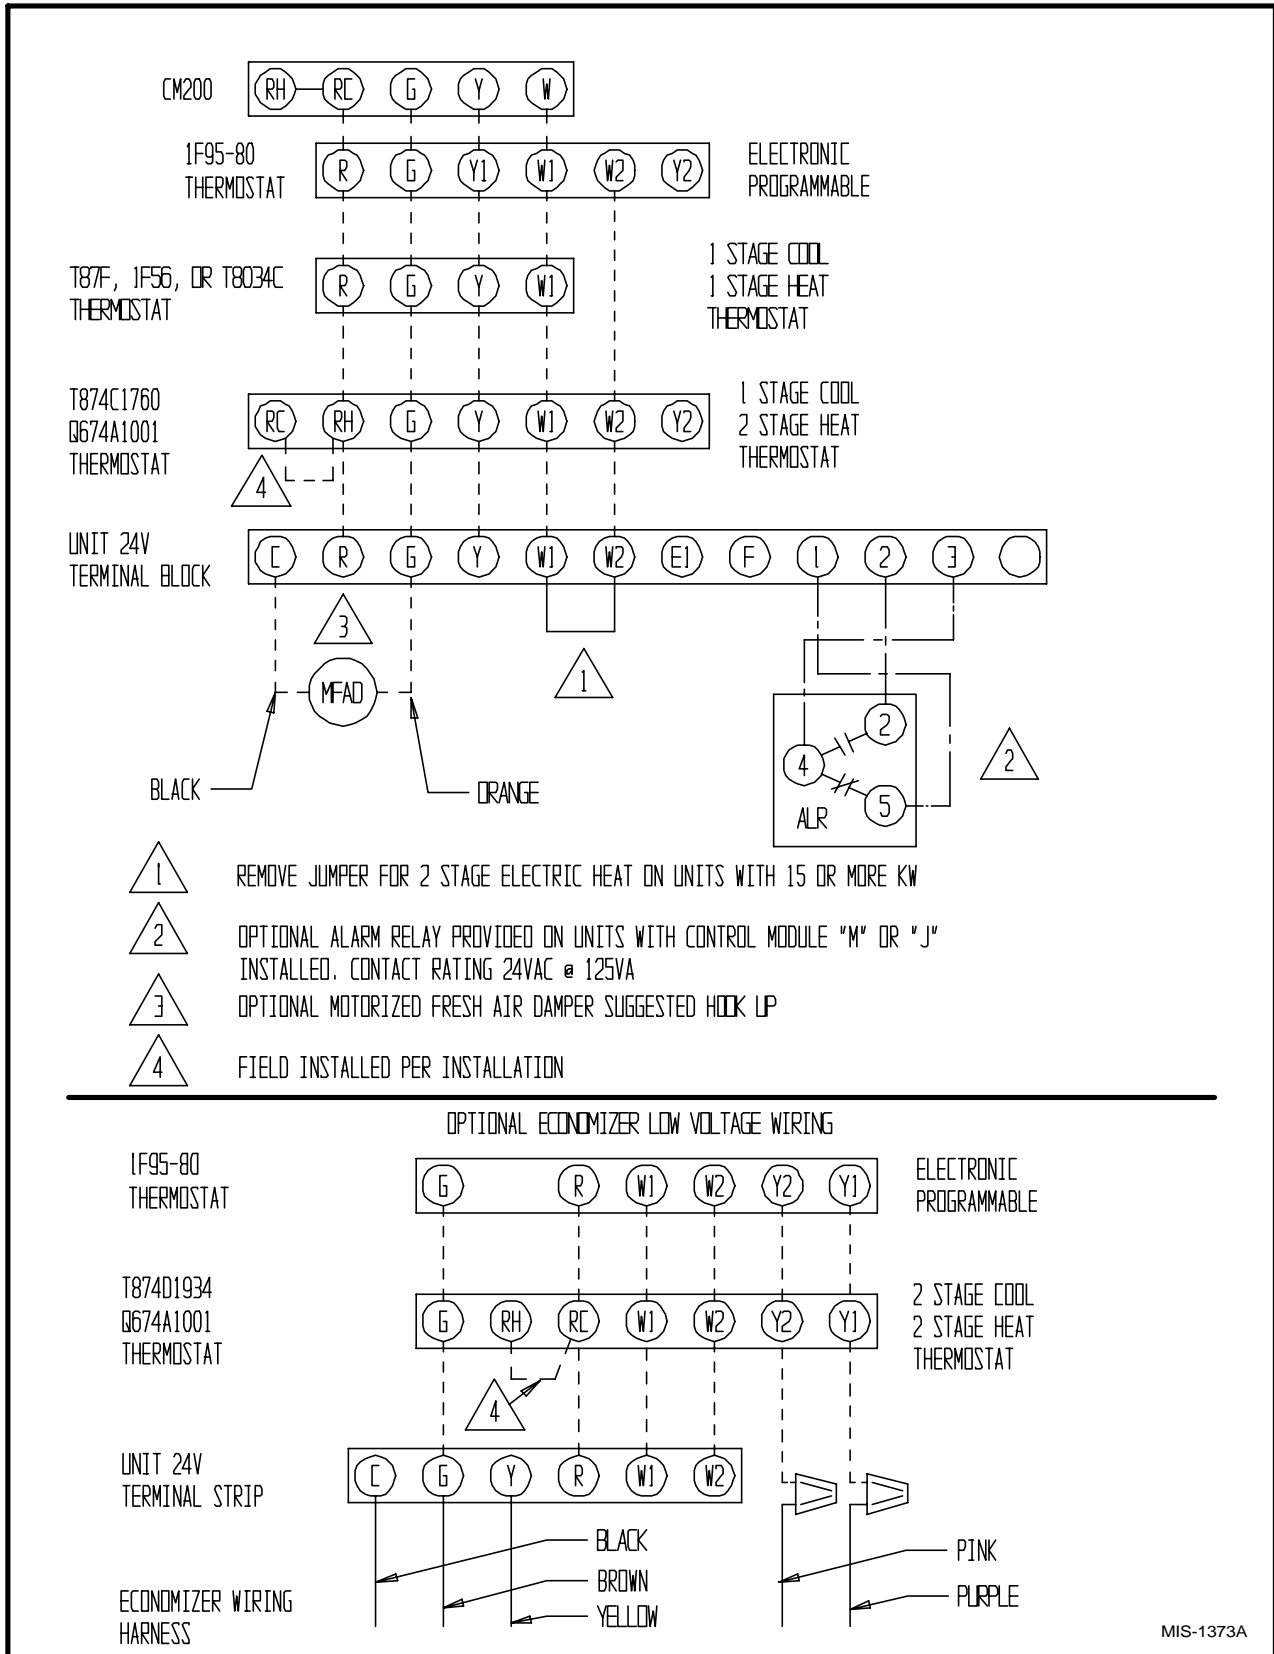 CM200 RH RC G Y W
1F95-80
THERMOSTAT
R G Y1 W1 W2 Y2
ELECTRONIC
PROGRAMMABLE
T87F, 1F56, OR T8034C
THERMOSTAT
R G Y W1
1 STAGE COOL
1 STAGE HEAT
THERMOSTAT
T874C1760
Q674A1001
THERMOSTAT
RC RH G Y W1 W2 Y2
1 STAGE COOL
2 STAGE HEAT
THERMOSTAT
4
UNIT 24V
TERMINAL BLOCK
C R G Y W1 W2 E1 F 1 2 3
3
MFAD
1
2
4
5
ALR
2
BLACK
ORANGE
1 REMOVE JUMPER FOR 2 STAGE ELECTRIC HEAT ON UNITS WITH 15 OR MORE KW
2 OPTIONAL ALARM RELAY PROVIDED ON UNITS WITH CONTROL MODULE "M" OR "J"
INSTALLED. CONTACT RATING 24VAC @ 125VA
3 OPTIONAL MOTORIZED FRESH AIR DAMPER SUGGESTED HOOK UP
4 FIELD INSTALLED PER INSTALLATION
OPTIONAL ECONOMIZER LOW VOLTAGE WIRING
1F95-80
THERMOSTAT
G R W1 W2 Y2 Y1
ELECTRONIC
PROGRAMMABLE
T874D1934
Q674A1001
THERMOSTAT
G RH RC W1 W2 Y2 Y1
2 STAGE COOL
2 STAGE HEAT
THERMOSTAT
4
UNIT 24V
TERMINAL STRIP
C G Y R W1 W2
BLACK
BROWN
YELLOW
PINK
PURPLE
ECONOMIZER WIRING
HARNESS
MIS-1373A